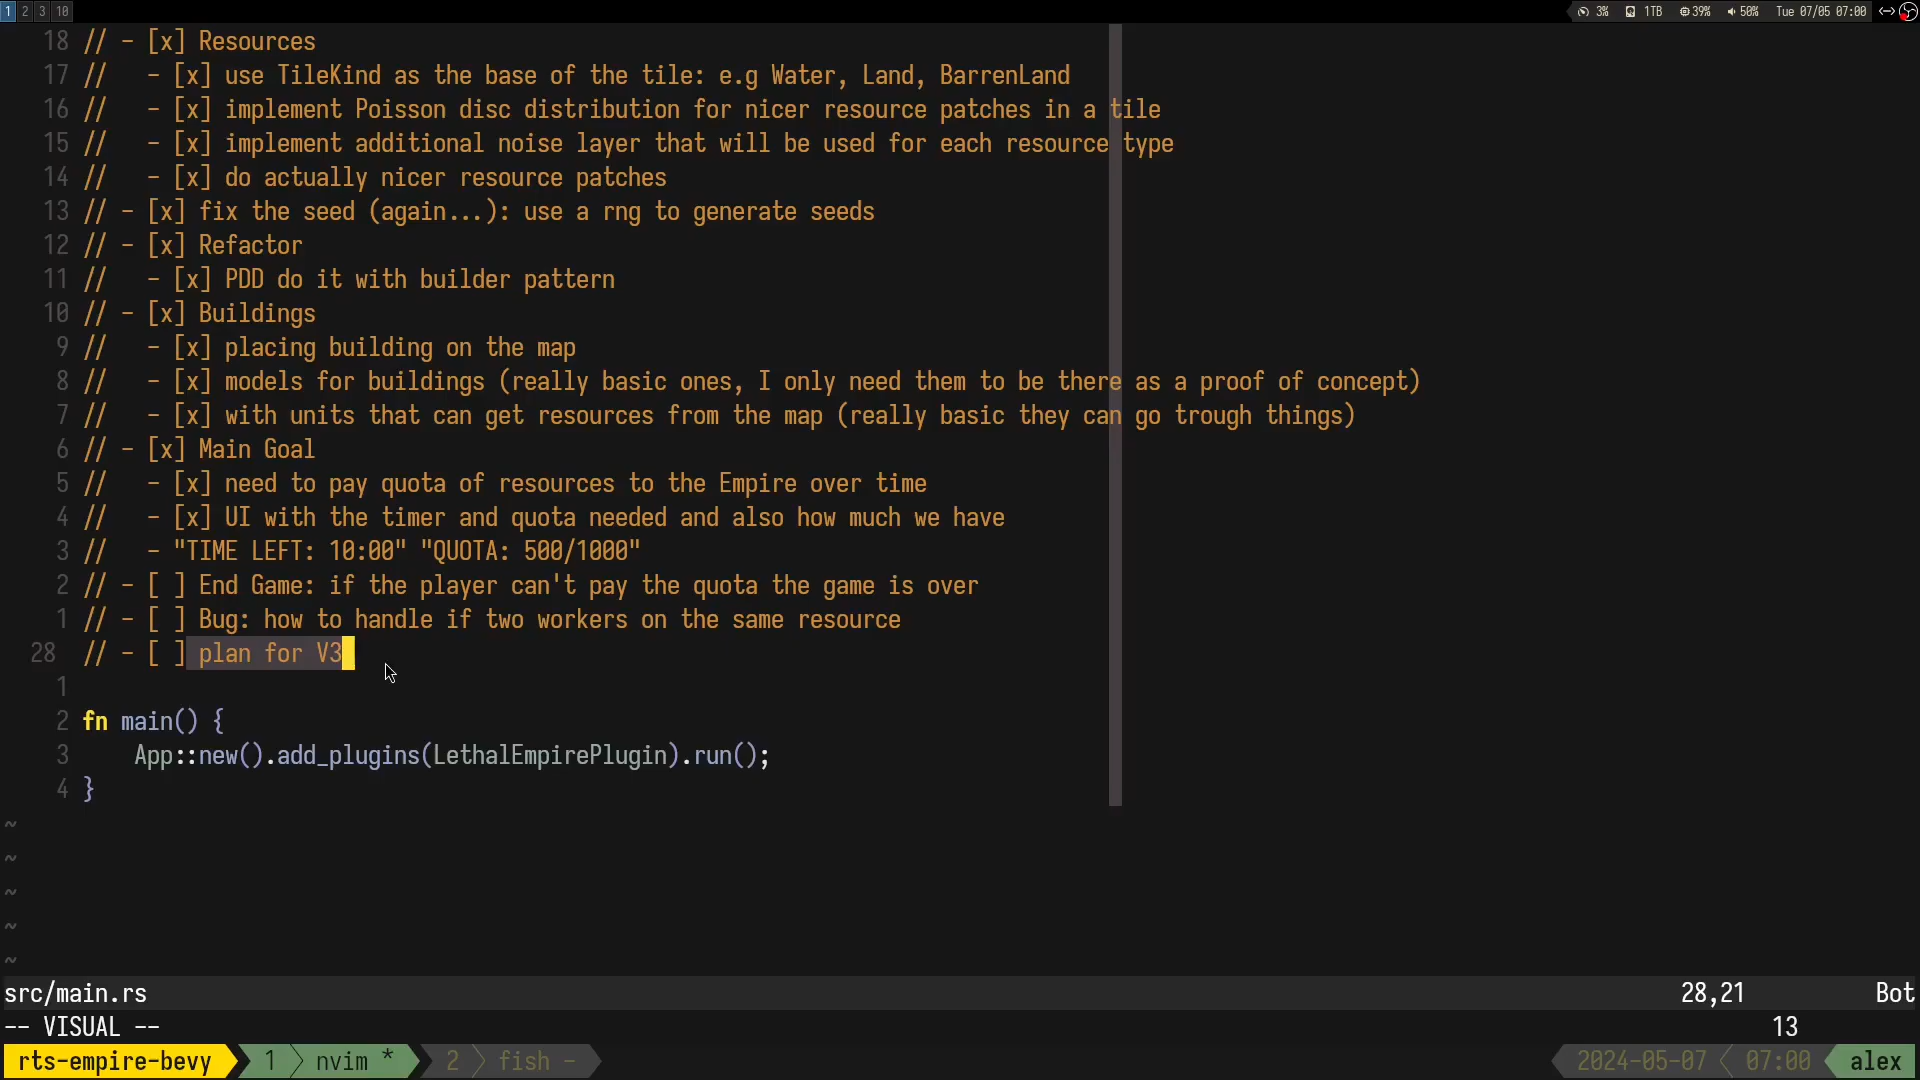 1 2 3 10 3% 1TB 39% 50% Tue 07/05 07:00
18 // - [x] Resources
17 //   - [x] use TileKind as the base of the tile: e.g Water, Land, BarrenLand
16 //   - [x] implement Poisson disc distribution for nicer resource patches in a tile
15 //   - [x] implement additional noise layer that will be used for each resource type
14 //   - [x] do actually nicer resource patches
13 // - [x] fix the seed (again...): use a rng to generate seeds
12 // - [x] Refactor
11 //   - [x] PDD do it with builder pattern
10 // - [x] Buildings
9 //   - [x] placing building on the map
8 //   - [x] models for buildings (really basic ones, I only need them to be there as a proof of concept)
7 //   - [x] with units that can get resources from the map (really basic they can go trough things)
6 // - [x] Main Goal
5 //   - [x] need to pay quota of resources to the Empire over time
4 //   - [x] UI with the timer and quota needed and also how much we have
3 //   - "TIME LEFT: 10:00" "QUOTA: 500/1000"
2 // - [ ] End Game: if the player can't pay the quota the game is over
1 // - [ ] Bug: how to handle if two workers on the same resource
28 // - [ ] plan for V3
1
2 fn main() {
3     App::new().add_plugins(LethalEmpirePlugin).run();
4 }
~
~
~
~
~
src/main.rs 28,21 Bot
-- VISUAL -- 13
rts-empire-bevy 1 nvim * 2 fish - 2024-05-07 07:00 alex